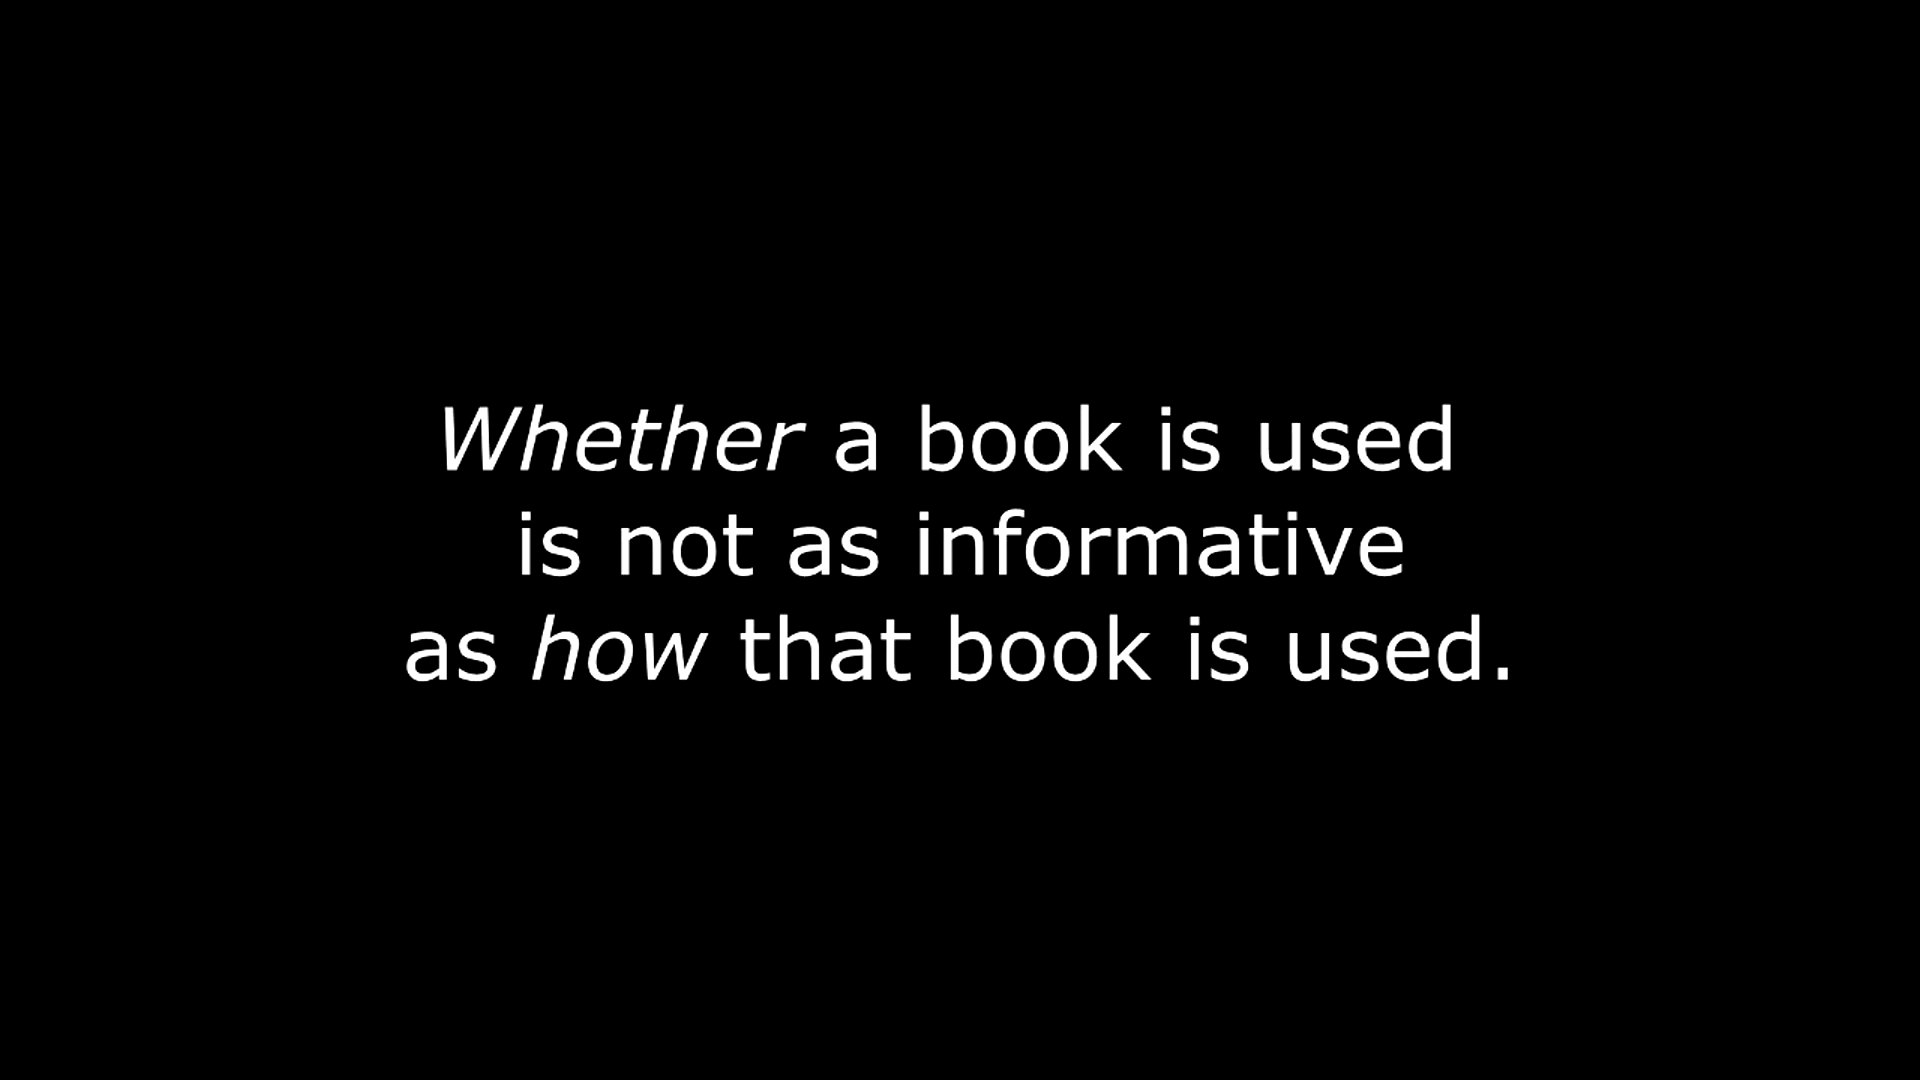 Whether a book is used
is not as informative
as how that book is used.